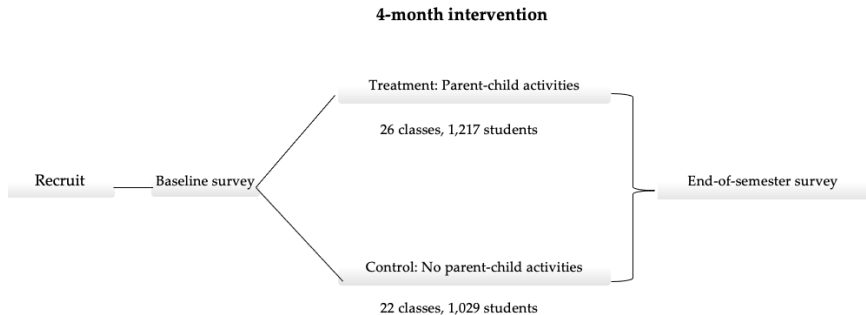 4-month intervention
Treatment: Parent-child activities
26 classes, 1,217 students
Recruit
Baseline survey
End-of-semester survey
Control: No parent-child activities
22 classes, 1,029 students